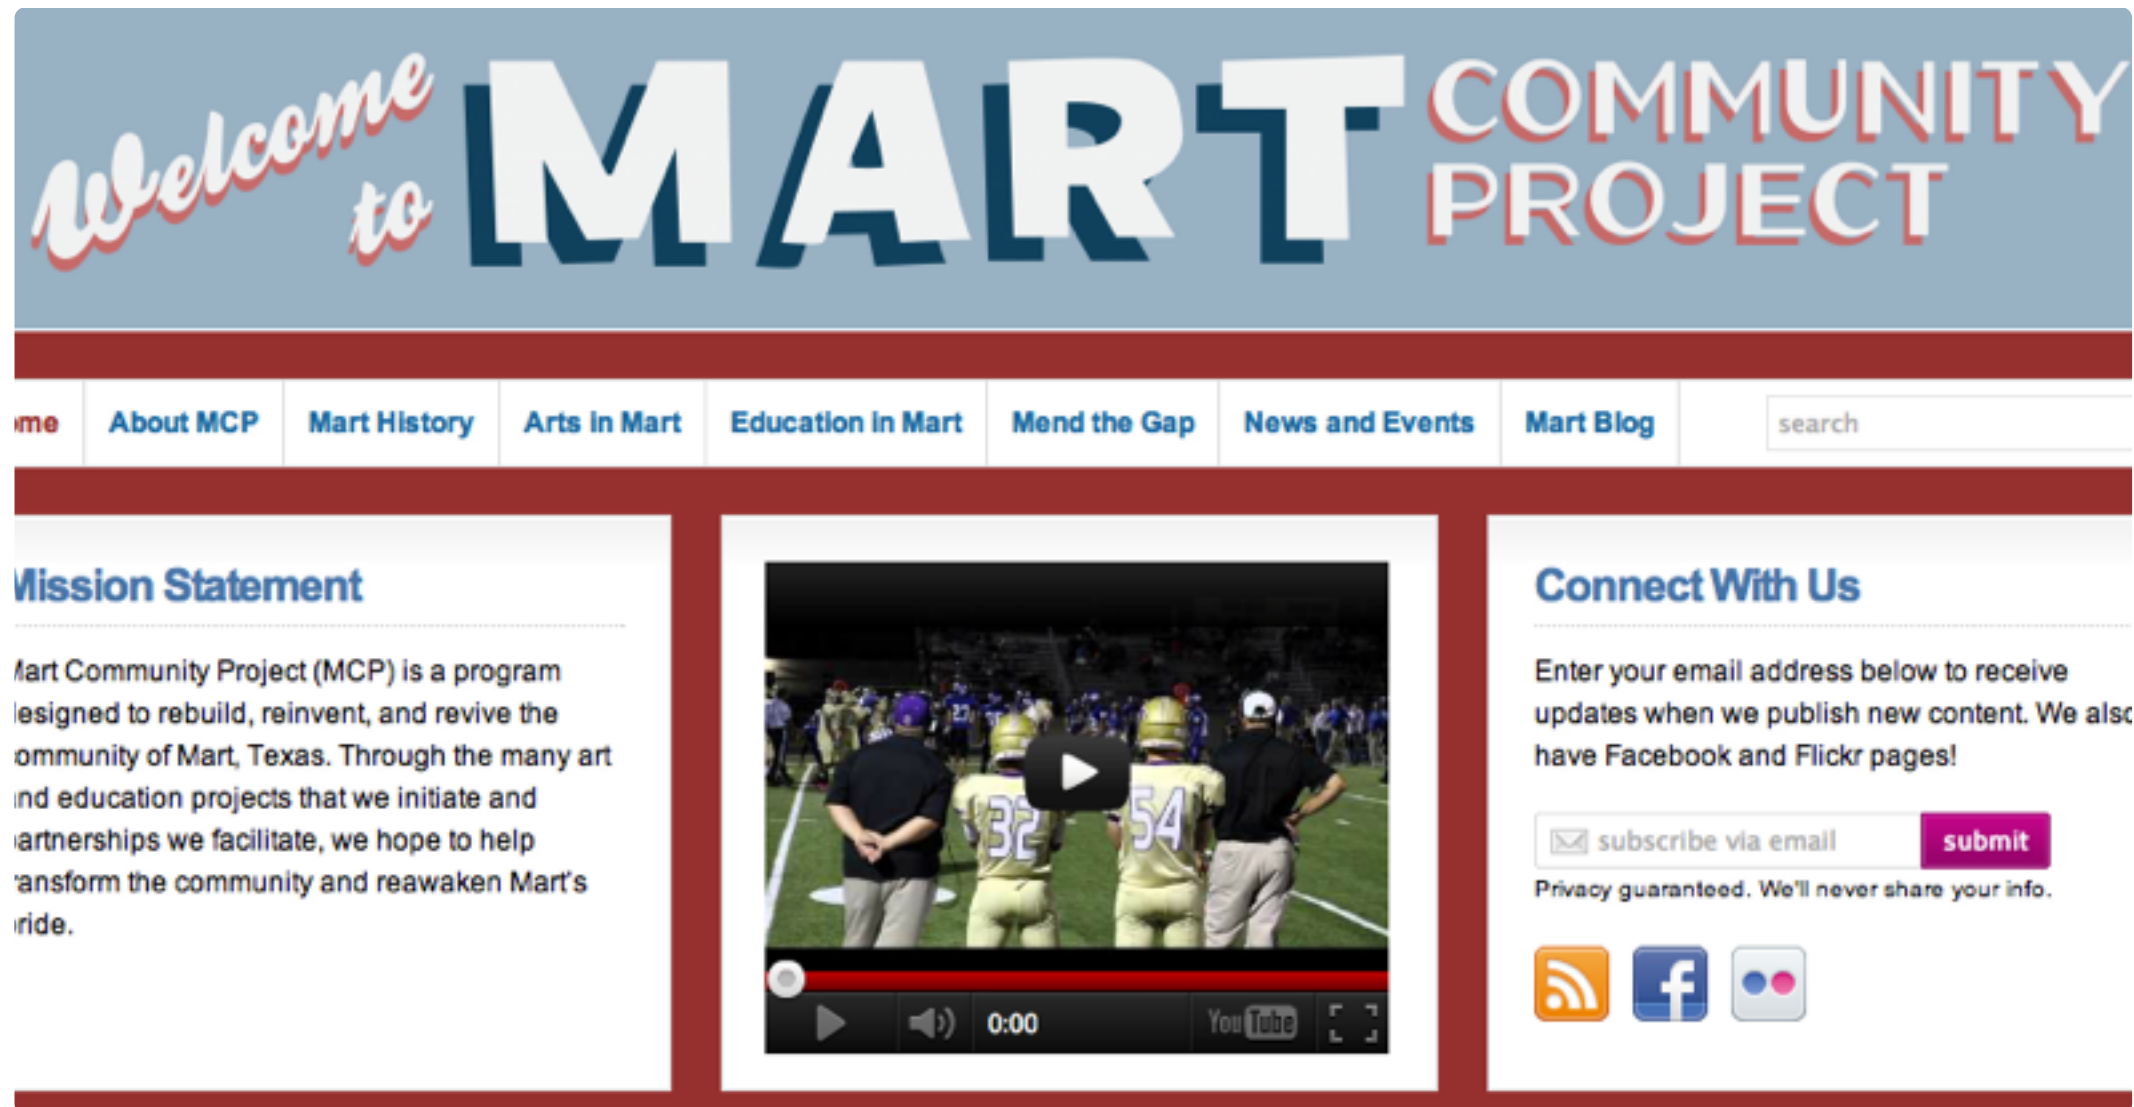 Welcome to MART COMMUNITY PROJECT
About MCP
Mart History
Arts in Mart
Education in Mart
Mend the Gap
News and Events
Mart Blog
search
Mission Statement
Mart Community Project (MCP) is a program
designed to rebuild, reinvent, and revive the
community of Mart, Texas. Through the many art
and education projects that we initiate and
partnerships we facilitate, we hope to help
transform the community and reawaken Mart's
pride.
23
32
54
0:00
YouTube
Connect With Us
Enter your email address below to receive
updates when we publish new content. We also
have Facebook and Flickr pages!
subscribe via email
submit
Privacy guaranteed. We'll never share your info.
f